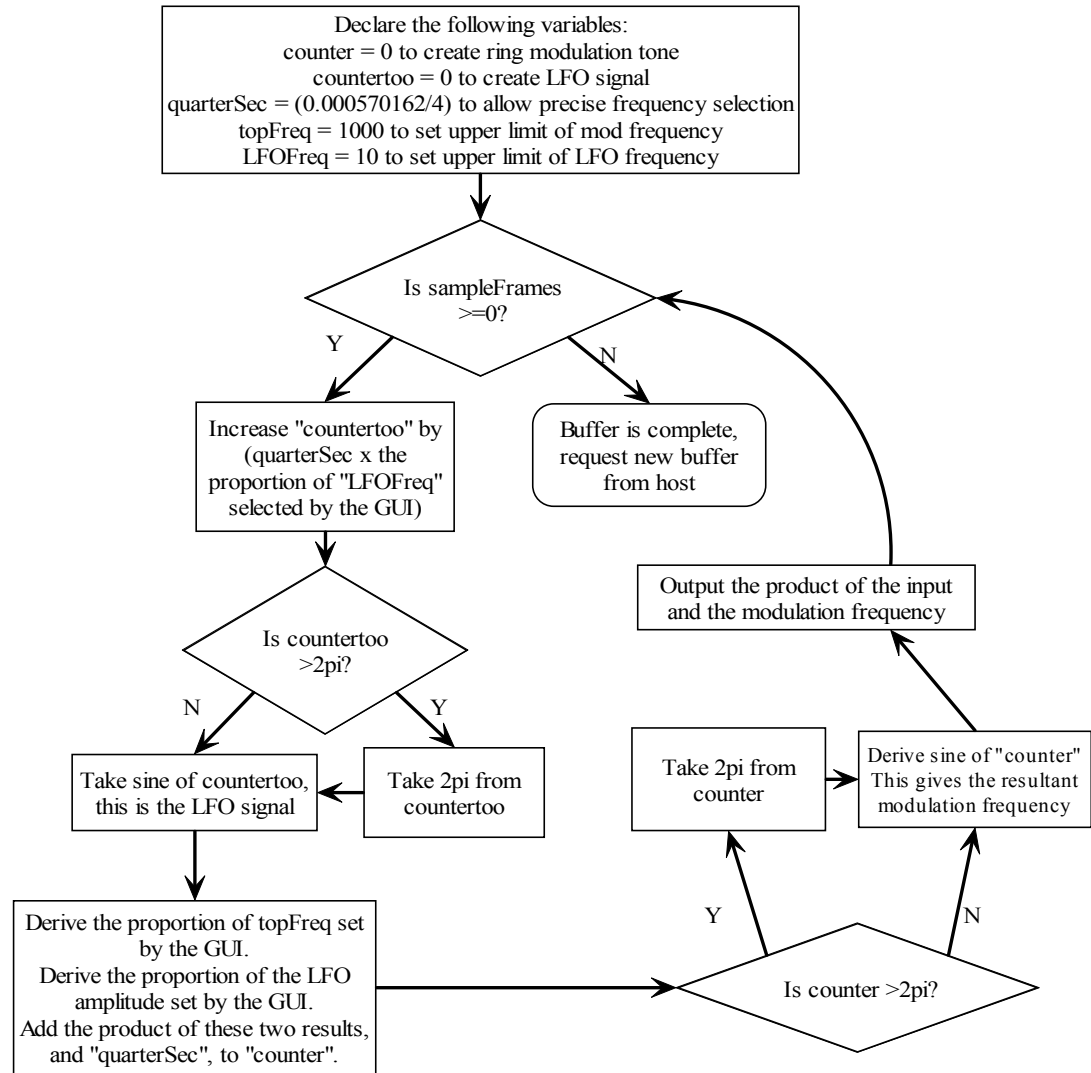 Declare the following variables:
counter = 0 to create ring modulation tone
countertoo = 0 to create LFO signal
quarterSec = (0.000570162/4) to allow precise frequency selection
topFreq = 1000 to set upper limit of mod frequency
LFOFreq = 10 to set upper limit of LFO frequency
Is sampleFrames
>=0?
Y
N
Increase "countertoo" by
(quarterSec x the
proportion of "LFOFreq"
selected by the GUI)
Buffer is complete,
request new buffer
from host
Is countertoo
>2pi?
N
Y
Take sine of countertoo,
this is the LFO signal
Take 2pi from
countertoo
Derive the proportion of topFreq set
by the GUI.
Derive the proportion of the LFO
amplitude set by the GUI.
Add the product of these two results,
and "quarterSec", to "counter".
Is counter >2pi?
Y
N
Take 2pi from
counter
Derive sine of "counter"
This gives the resultant
modulation frequency
Output the product of the input
and the modulation frequency